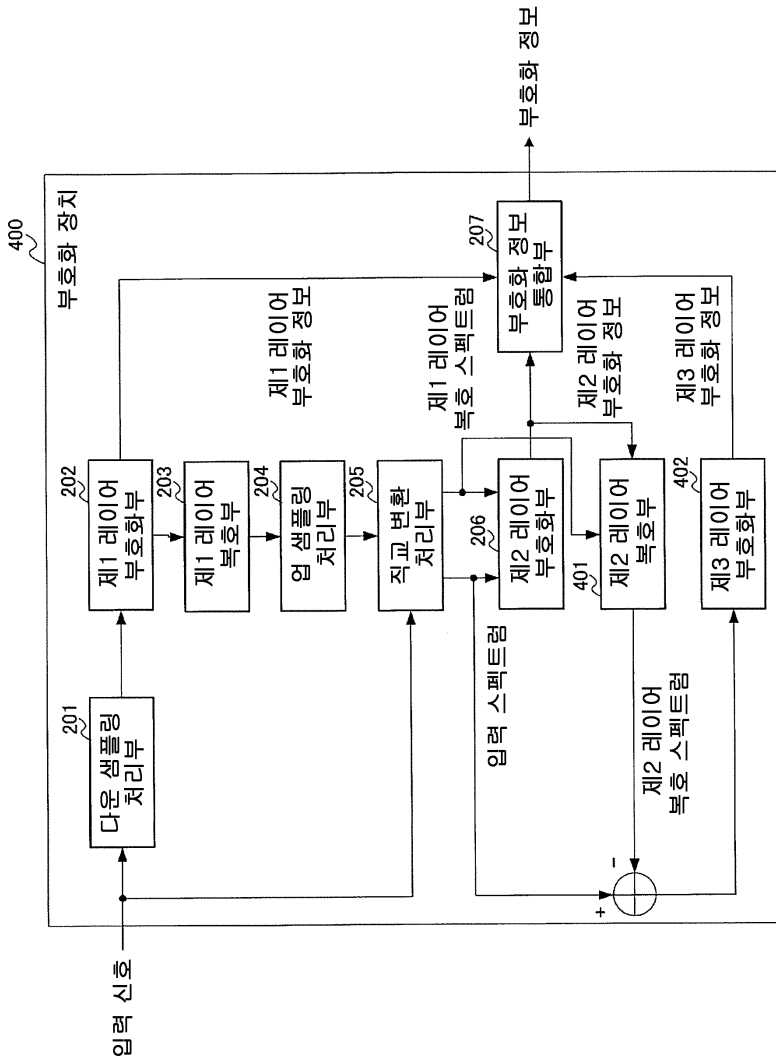 400
부호화 장치
입력 신호
201
다운 샘플링
처리부
202
제1 레이어
부호화부
203
제1 레이어
복호부
204
업 샘플링
처리부
205
직교 변환
처리부
제1 레이어
부호화 정보
제1 레이어
복호 스펙트럼
입력 스펙트럼
206
제2 레이어
부호화부
207
부호화 정보
통합부
부호화 정보
제2 레이어
부호화 정보
401
제2 레이어
복호부
제2 레이어
복호 스펙트럼
+
-
402
제3 레이어
부호화부
제3 레이어
부호화 정보